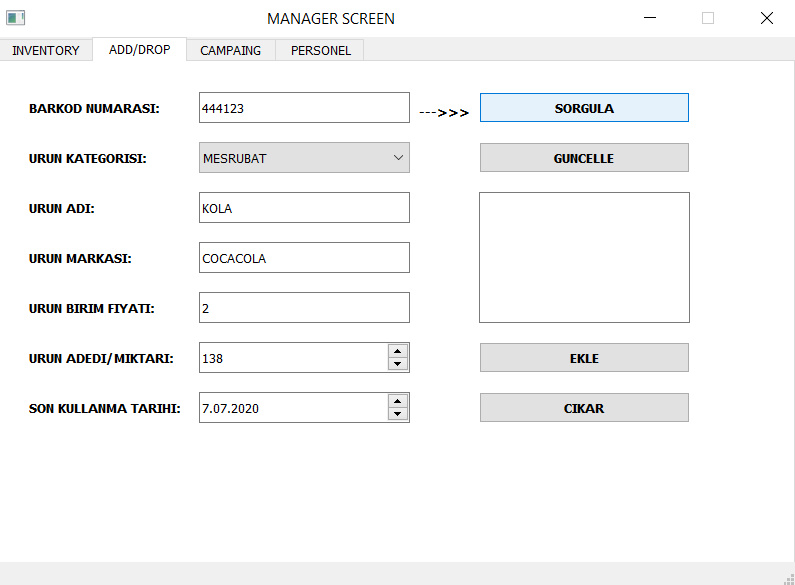 MANAGER SCREEN
INVENTORY ADD/DROP CAMPAING PERSONEL
BARKOD NUMARASI: 444123 --->>> SORGULA
URUN KATEGORISI: MESRUBAT GUNCELLE
URUN ADI: KOLA
URUN MARKASI: COCACOLA
URUN BIRIM FIYATI: 2
URUN ADEDI/MIKTARI: 138 EKLE
SON KULLANMA TARIHI: 7.07.2020 CIKAR